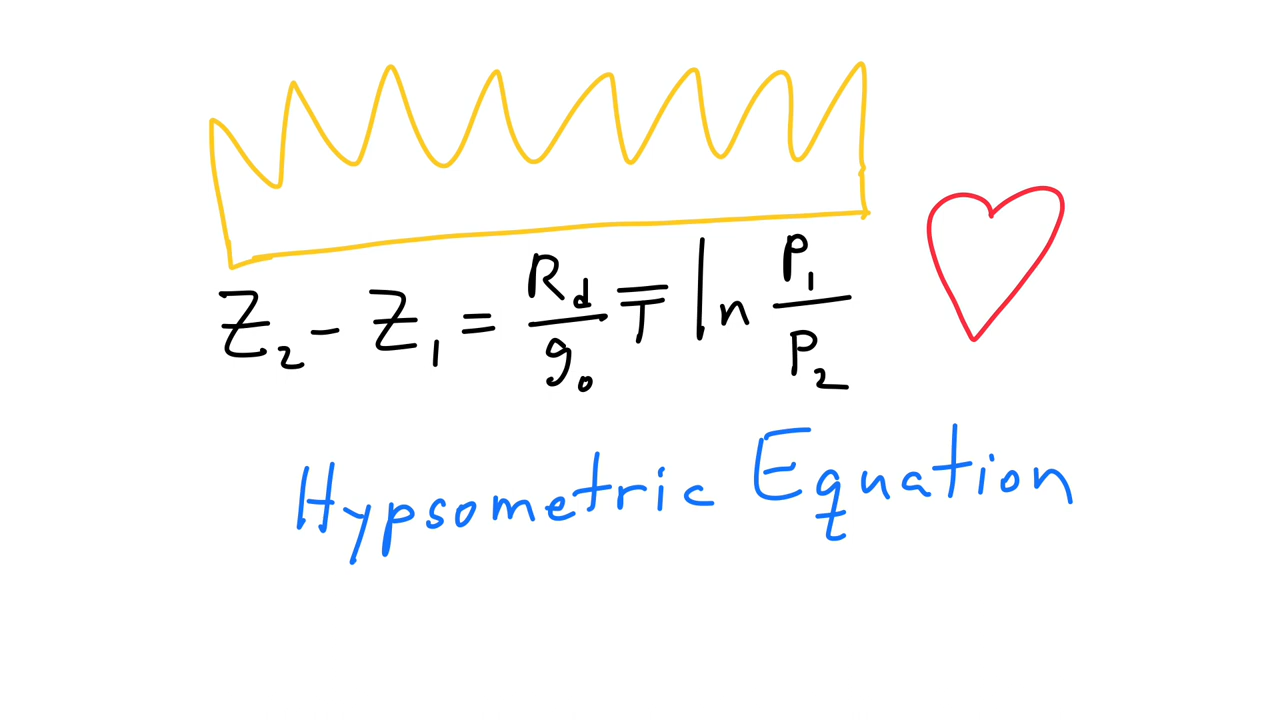 Z₂ - Z₁ = R_d/g₀ T̅ ln P₁/P₂
Hypsometric Equation